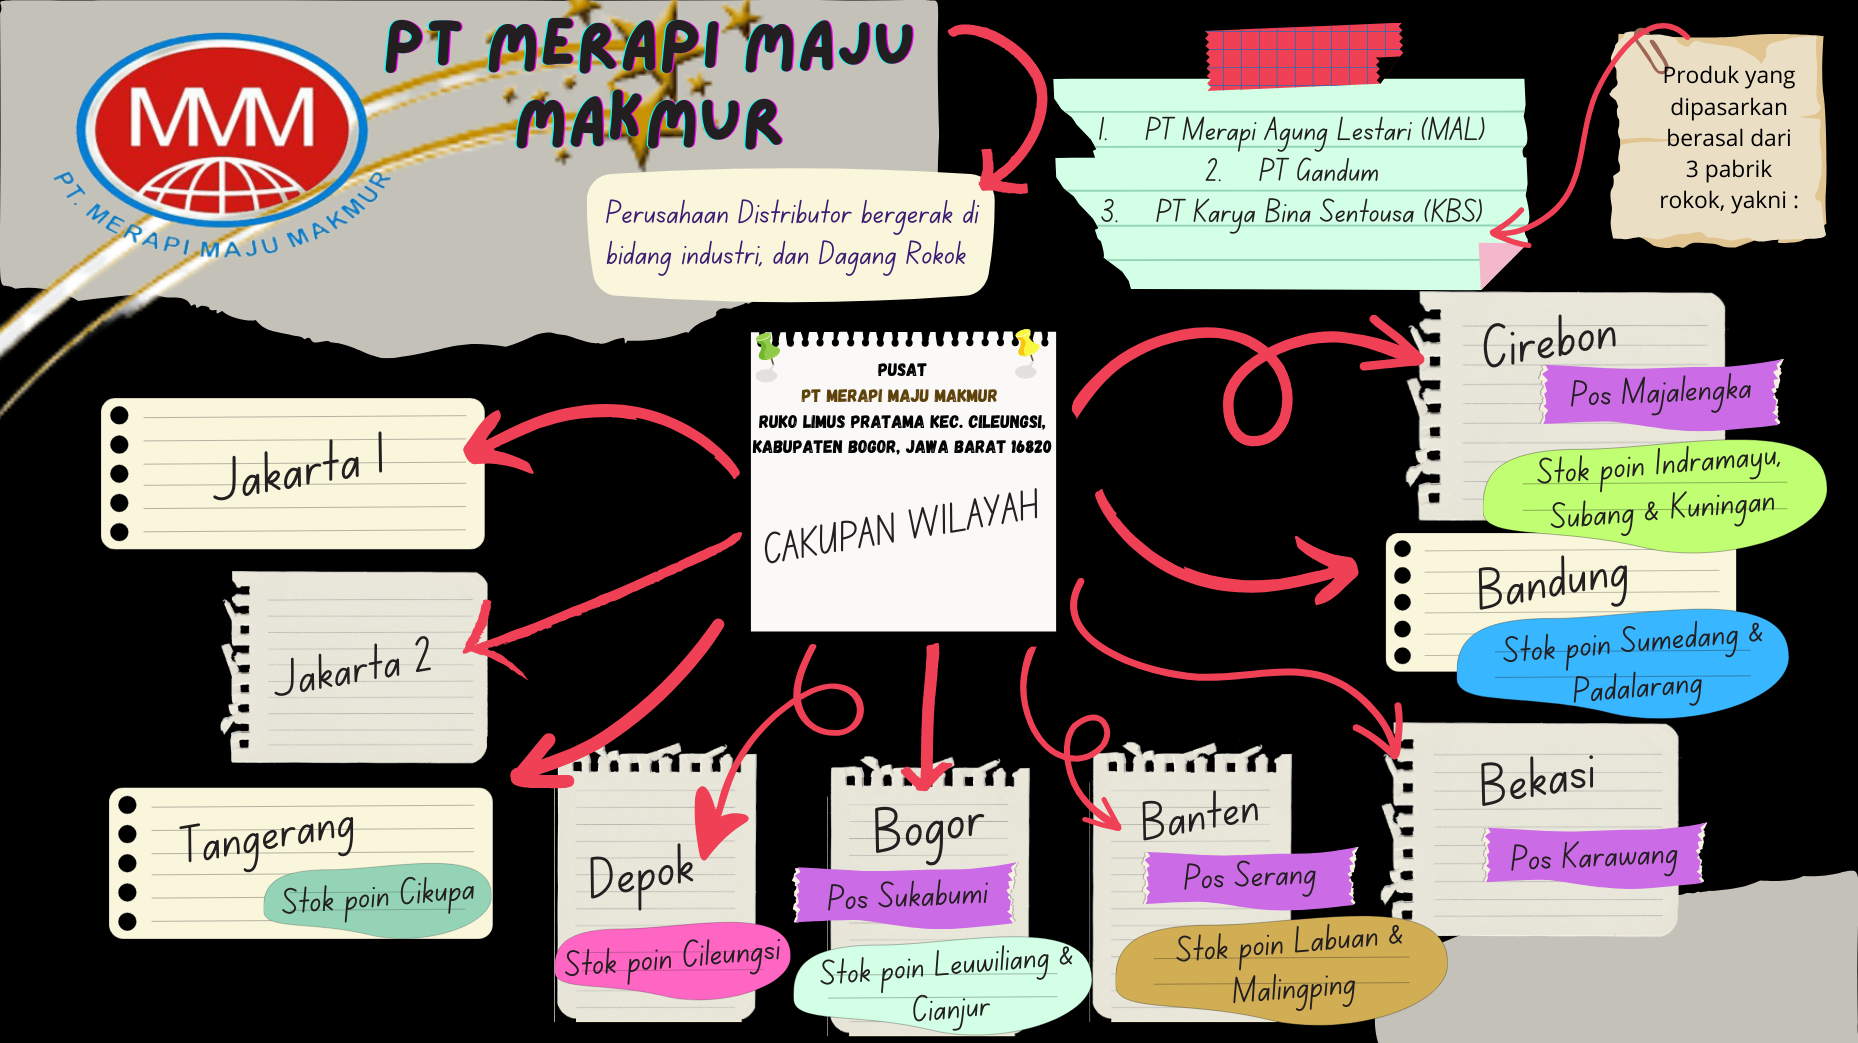 PT MERAPI MAJU
MAKMUR
MMM
PT. MERAPI MAJU MAKMUR
Perusahaan Distributor bergerak di
bidang industri, dan Dagang Rokok
1. PT Merapi Agung Lestari (MAL)
2. PT Gandum
3. PT Karya Bina Sentousa (KBS)
Produk yang
dipasarkan
berasal dari
3 pabrik
rokok, yakni :
PUSAT
PT MERAPI MAJU MAKMUR
RUKO LIMUS PRATAMA KEC. CILEUNGSI,
KABUPATEN BOGOR, JAWA BARAT 16820
CAKUPAN WILAYAH
Jakarta 1
Jakarta 2
Tangerang
Stok poin Cikupa
Depok
Stok poin Cileungsi
Bogor
Pos Sukabumi
Stok poin Leuwiliang &
Cianjur
Banten
Pos Serang
Stok poin Labuan &
Malingping
Cirebon
Pos Majalengka
Stok poin Indramayu,
Subang & Kuningan
Bandung
Stok poin Sumedang &
Padalarang
Bekasi
Pos Karawang